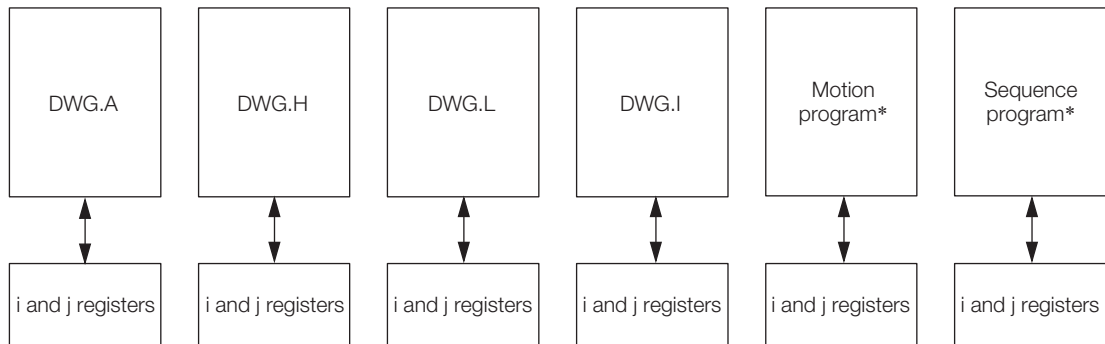 DWG.A
DWG.H
DWG.L
DWG.I
Motion
program*
Sequence
program*
i and j registers
i and j registers
i and j registers
i and j registers
i and j registers
i and j registers